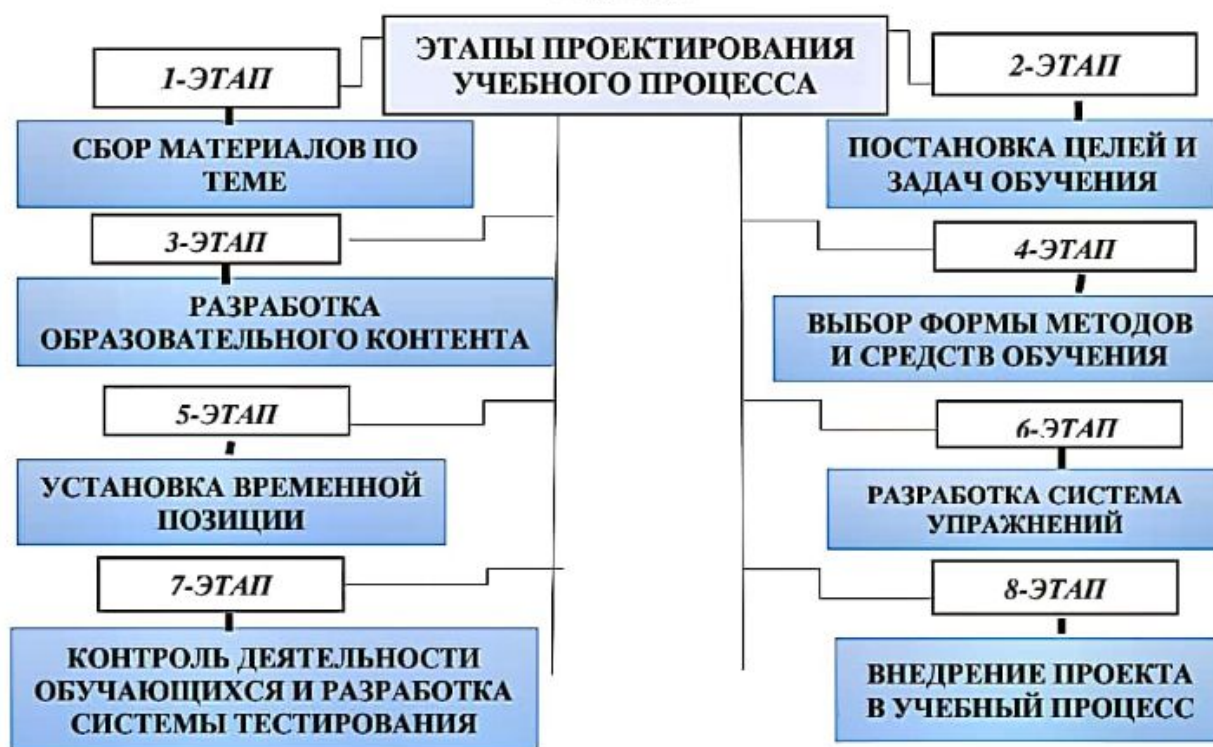 ЭТАПЫ ПРОЕКТИРОВАНИЯ
УЧЕБНОГО ПРОЦЕССА
1-ЭТАП
СБОР МАТЕРИАЛОВ ПО
ТЕМЕ
2-ЭТАП
ПОСТАНОВКА ЦЕЛЕЙ И
ЗАДАЧ ОБУЧЕНИЯ
3-ЭТАП
РАЗРАБОТКА
ОБРАЗОВАТЕЛЬНОГО КОНТЕНТА
4-ЭТАП
ВЫБОР ФОРМЫ МЕТОДОВ
И СРЕДСТВ ОБУЧЕНИЯ
5-ЭТАП
УСТАНОВКА ВРЕМЕННОЙ
ПОЗИЦИИ
6-ЭТАП
РАЗРАБОТКА СИСТЕМА
УПРАЖНЕНИЙ
7-ЭТАП
КОНТРОЛЬ ДЕЯТЕЛЬНОСТИ
ОБУЧАЮЩИХСЯ И РАЗРАБОТКА
СИСТЕМЫ ТЕСТИРОВАНИЯ
8-ЭТАП
ВНЕДРЕНИЕ ПРОЕКТА
В УЧЕБНЫЙ ПРОЦЕСС